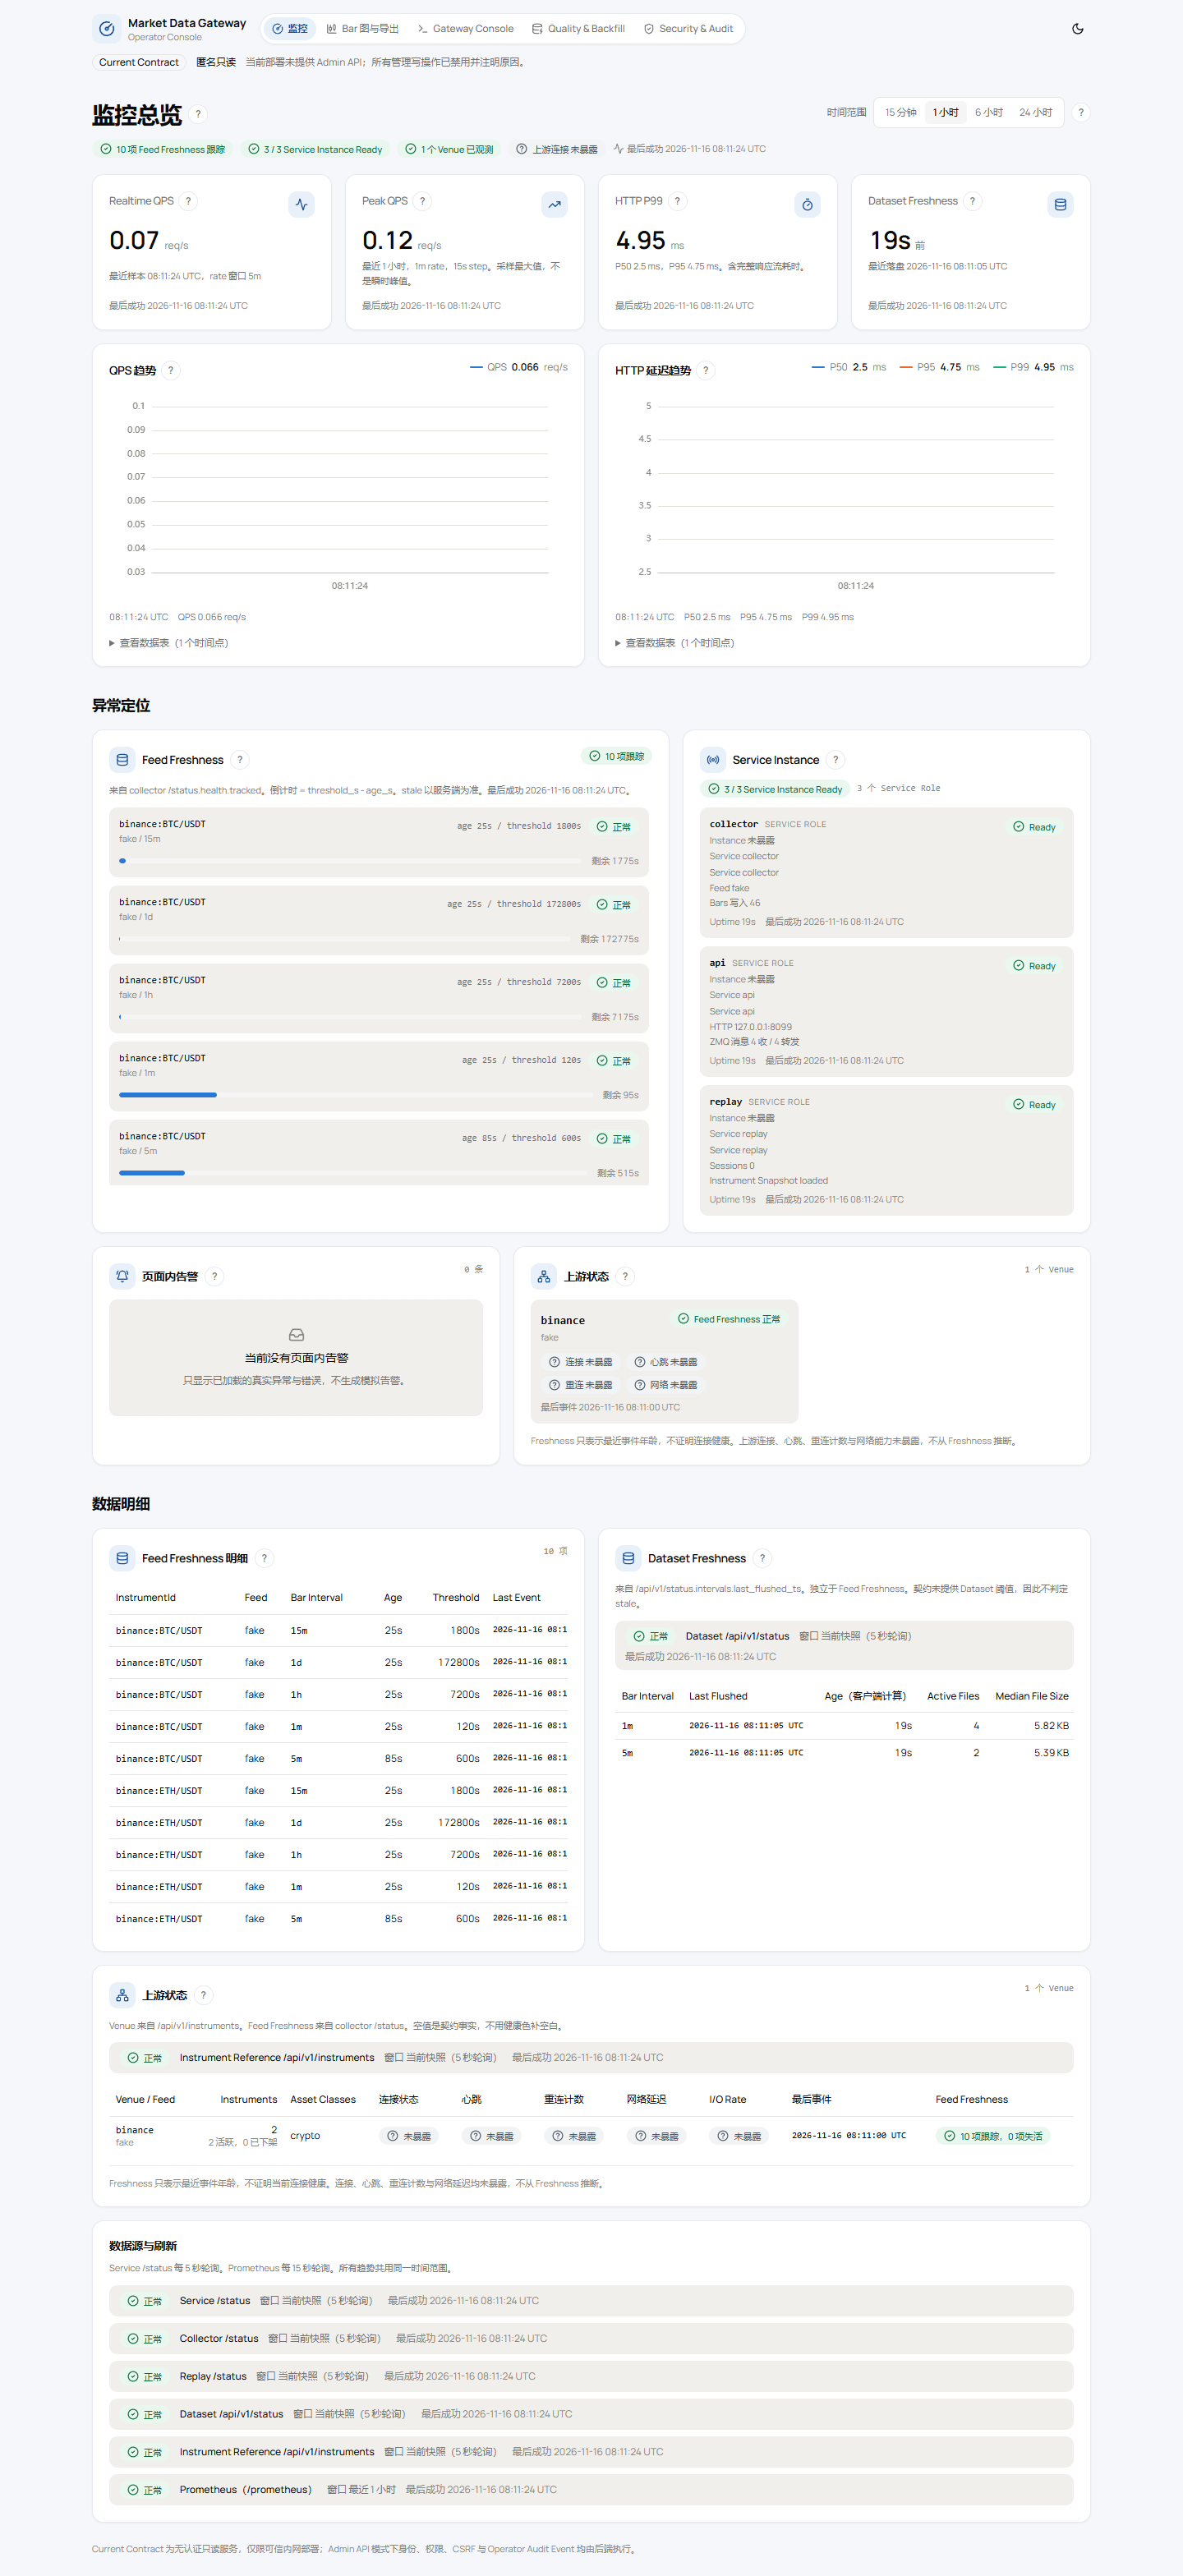 Market Data Gateway
Operator Console
监控
Bar 图与导出
Gateway Console
Quality & Backfill
Security & Audit
Current Contract 匿名只读 当前部署未提供 Admin API；所有管理写操作已禁用并注明原因。
监控总览 ?
时间范围 15 分钟 1 小时 6 小时 24 小时 ?
10 项 Feed Freshness 跟踪 3 / 3 Service Instance Ready 1 个 Venue 已观测 上游连接 未暴露 最后成功 2026-11-16 08:11:24 UTC
Realtime QPS ?
0.07 req/s
最近样本 08:11:24 UTC，rate 窗口 5m
最后成功 2026-11-16 08:11:24 UTC
Peak QPS ?
0.12 req/s
最近 1 小时，1m rate，15s step。采样最大值，不
是瞬时峰值。
最后成功 2026-11-16 08:11:24 UTC
HTTP P99 ?
4.95 ms
P50 2.5 ms，P95 4.75 ms。含完整响应流耗时。
最后成功 2026-11-16 08:11:24 UTC
Dataset Freshness ?
19s 前
最近落盘 2026-11-16 08:11:05 UTC
最后成功 2026-11-16 08:11:24 UTC
QPS 趋势 ?
QPS 0.066 req/s
0.1
0.09
0.08
0.07
0.06
0.05
0.04
0.03
08:11:24
08:11:24 UTC QPS 0.066 req/s
查看数据表（1 个时间点）
HTTP 延迟趋势 ?
P50 2.5 ms P95 4.75 ms P99 4.95 ms
5
4.5
4
3.5
3
2.5
08:11:24
08:11:24 UTC P50 2.5 ms P95 4.75 ms P99 4.95 ms
查看数据表（1 个时间点）
异常定位
Feed Freshness ?
10 项跟踪
来自 collector /status.health.tracked。倒计时 = threshold_s - age_s。stale 以服务端为准。最后成功 2026-11-16 08:11:24 UTC。
binance:BTC/USDT age 25s / threshold 1800s 正常
fake / 15m
剩余 1775s
binance:BTC/USDT age 25s / threshold 172800s 正常
fake / 1d
剩余 172775s
binance:BTC/USDT age 25s / threshold 7200s 正常
fake / 1h
剩余 7175s
binance:BTC/USDT age 25s / threshold 120s 正常
fake / 1m
剩余 95s
binance:BTC/USDT age 85s / threshold 600s 正常
fake / 5m
剩余 515s
Service Instance ?
3 / 3 Service Instance Ready 3 个 Service Role
collector SERVICE ROLE Ready
Instance 未暴露
Service collector
Service collector
Feed fake
Bars 写入 46
Uptime 19s 最后成功 2026-11-16 08:11:24 UTC
api SERVICE ROLE Ready
Instance 未暴露
Service api
Service api
HTTP 127.0.0.1:8099
ZMQ 消息 4 收 / 4 转发
Uptime 19s 最后成功 2026-11-16 08:11:24 UTC
replay SERVICE ROLE Ready
Instance 未暴露
Service replay
Service replay
Sessions 0
Instrument Snapshot loaded
Uptime 19s 最后成功 2026-11-16 08:11:24 UTC
页面内告警 ?
0 条
当前没有页面内告警
只显示已加载的真实异常与错误，不生成模拟告警。
上游状态 ?
1 个 Venue
binance Feed Freshness 正常
fake
连接 未暴露 心跳 未暴露
重连 未暴露 网络 未暴露
最后事件 2026-11-16 08:11:00 UTC
Freshness 只表示最近事件年龄，不证明连接健康。上游连接、心跳、重连计数与网络能力未暴露，不从 Freshness 推断。
数据明细
Feed Freshness 明细 ?
10 项
InstrumentId Feed Bar Interval Age Threshold Last Event
binance:BTC/USDT fake 15m 25s 1800s 2026-11-16 08:1
binance:BTC/USDT fake 1d 25s 172800s 2026-11-16 08:1
binance:BTC/USDT fake 1h 25s 7200s 2026-11-16 08:1
binance:BTC/USDT fake 1m 25s 120s 2026-11-16 08:1
binance:BTC/USDT fake 5m 85s 600s 2026-11-16 08:1
binance:ETH/USDT fake 15m 25s 1800s 2026-11-16 08:1
binance:ETH/USDT fake 1d 25s 172800s 2026-11-16 08:1
binance:ETH/USDT fake 1h 25s 7200s 2026-11-16 08:1
binance:ETH/USDT fake 1m 25s 120s 2026-11-16 08:1
binance:ETH/USDT fake 5m 85s 600s 2026-11-16 08:1
Dataset Freshness ?
来自 /api/v1/status.intervals.last_flushed_ts。独立于 Feed Freshness。契约未提供 Dataset 阈值，因此不判定
stale。
正常 Dataset /api/v1/status 窗口 当前快照（5 秒轮询）
最后成功 2026-11-16 08:11:24 UTC
Bar Interval Last Flushed Age（客户端计算） Active Files Median File Size
1m 2026-11-16 08:11:05 UTC 19s 4 5.82 KB
5m 2026-11-16 08:11:05 UTC 19s 2 5.39 KB
上游状态 ?
1 个 Venue
Venue 来自 /api/v1/instruments。Feed Freshness 来自 collector /status。空值是契约事实，不用健康色补空白。
正常 Instrument Reference /api/v1/instruments 窗口 当前快照（5 秒轮询） 最后成功 2026-11-16 08:11:24 UTC
Venue / Feed Instruments Asset Classes 连接状态 心跳 重连计数 网络延迟 I/O Rate 最后事件 Feed Freshness
binance 2 crypto 未暴露 未暴露 未暴露 未暴露 未暴露 2026-11-16 08:11:00 UTC 10 项跟踪，0 项失活
fake 2 活跃，0 已下架
Freshness 只表示最近事件年龄，不证明当前连接健康。连接、心跳、重连计数与网络延迟均未暴露，不从 Freshness 推断。
数据源与刷新
Service /status 每 5 秒轮询。Prometheus 每 15 秒轮询。所有趋势共用同一时间范围。
正常 Service /status 窗口 当前快照（5 秒轮询） 最后成功 2026-11-16 08:11:24 UTC
正常 Collector /status 窗口 当前快照（5 秒轮询） 最后成功 2026-11-16 08:11:24 UTC
正常 Replay /status 窗口 当前快照（5 秒轮询） 最后成功 2026-11-16 08:11:24 UTC
正常 Dataset /api/v1/status 窗口 当前快照（5 秒轮询） 最后成功 2026-11-16 08:11:24 UTC
正常 Instrument Reference /api/v1/instruments 窗口 当前快照（5 秒轮询） 最后成功 2026-11-16 08:11:24 UTC
正常 Prometheus（/prometheus） 窗口 最近 1 小时 最后成功 2026-11-16 08:11:24 UTC
Current Contract 为无认证只读服务，仅限可信内网部署；Admin API 模式下身份、权限、CSRF 与 Operator Audit Event 均由后端执行。